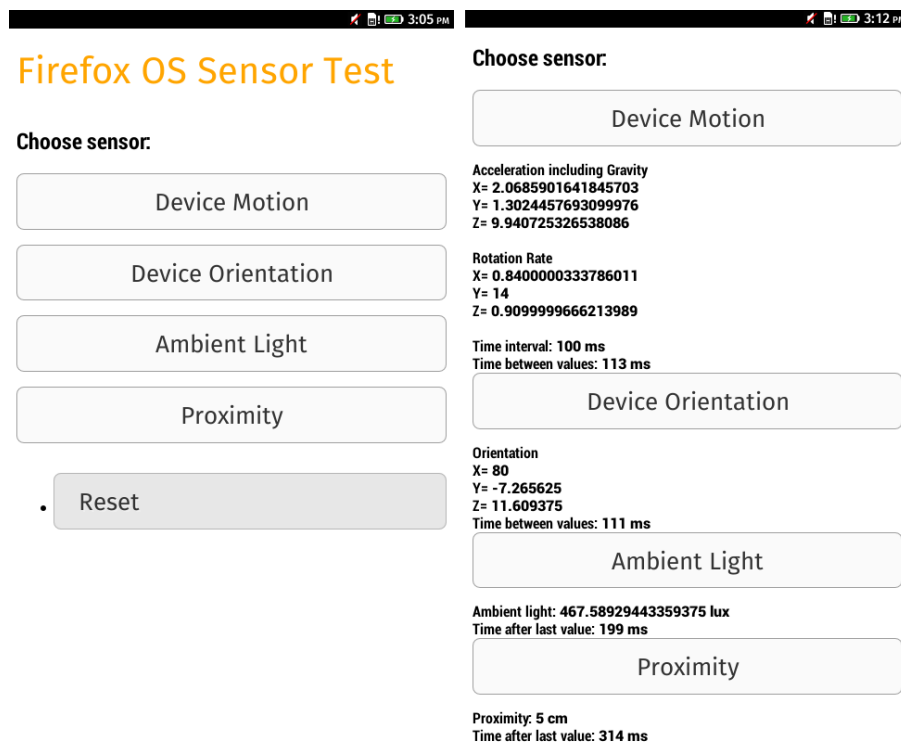 3:05 PM
Firefox OS Sensor Test
Choose sensor:
Device Motion
Device Orientation
Ambient Light
Proximity
Reset
3:12 PM
Choose sensor:
Device Motion
Acceleration including Gravity
X= 2.0685901641845703
Y= 1.3024457693099976
Z= 9.940725326538086
Rotation Rate
X= 0.8400000333786011
Y= 14
Z= 0.9099999666213989
Time interval: 100 ms
Time between values: 113 ms
Device Orientation
Orientation
X= 80
Y= -7.265625
Z= 11.609375
Time between values: 111 ms
Ambient Light
Ambient light: 467.58929443359375 lux
Time after last value: 199 ms
Proximity
Proximity: 5 cm
Time after last value: 314 ms